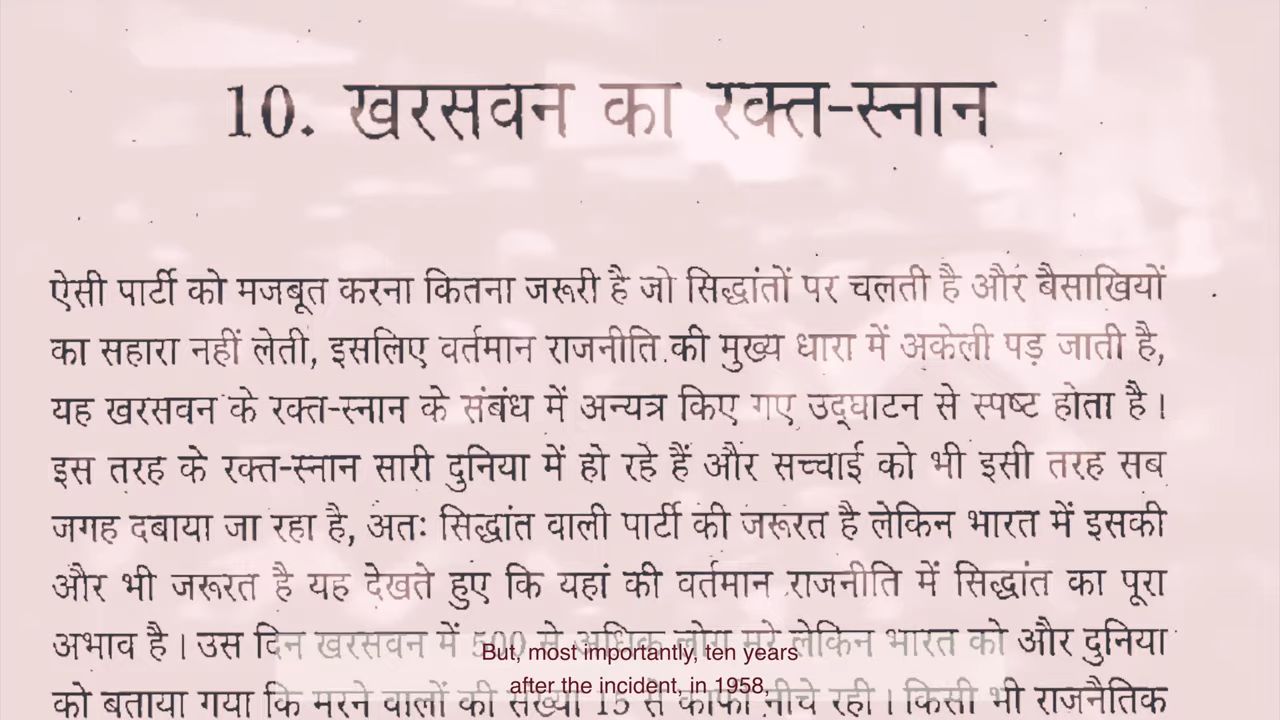 10. खरसवन का रक्त-स्नान
ऐसी पार्टी को मजबूत करना कितना जरूरी है जो सिद्धांतों पर चलती है और बैसाखियों
का सहारा नहीं लेती, इसलिए वर्तमान राजनीति की मुख्य धारा में अकेली पड़ जाती है,
यह खरसवन के रक्त-स्नान के संबंध में अन्यत्र किए गए उद्घाटन से स्पष्ट होता है।
इस तरह के रक्त-स्नान सारी दुनिया में हो रहे हैं और सच्चाई को भी इसी तरह सब
जगह दबाया जा रहा है, अतः सिद्धांत वाली पार्टी की जरूरत है लेकिन भारत में इसकी
और भी जरूरत है यह देखते हुए कि यहां की वर्तमान राजनीति में सिद्धांत का पूरा
अभाव है। उस दिन खरसवन में 500 से अधिक लोग मरे लेकिन भारत को और दुनिया
But, most importantly, ten years
को बताया गया कि मरने वालों की संख्या 15 से काफी नीचे रही। किसी भी राजनैतिक
after the incident, in 1958,